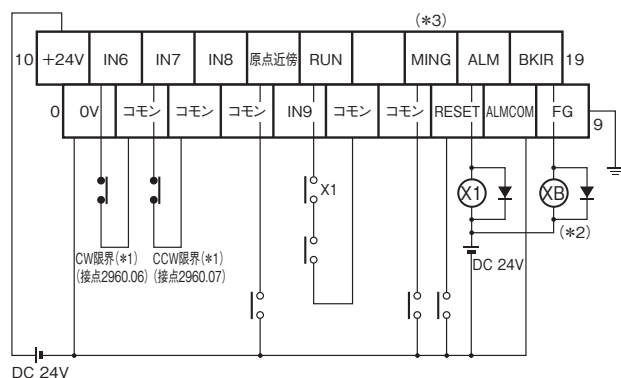 (*3)
10 +24V IN6 IN7 IN8 原点近傍 RUN MING ALM BKIR 19
0 0V コモン コモン コモン IN9 コモン コモン RESET ALMCOM FG 9
X1
X1 XB
CW限界(*1)
(接点2960.06)
CCW限界(*1)
(接点2960.07)
(*2)
DC 24V
DC 24V